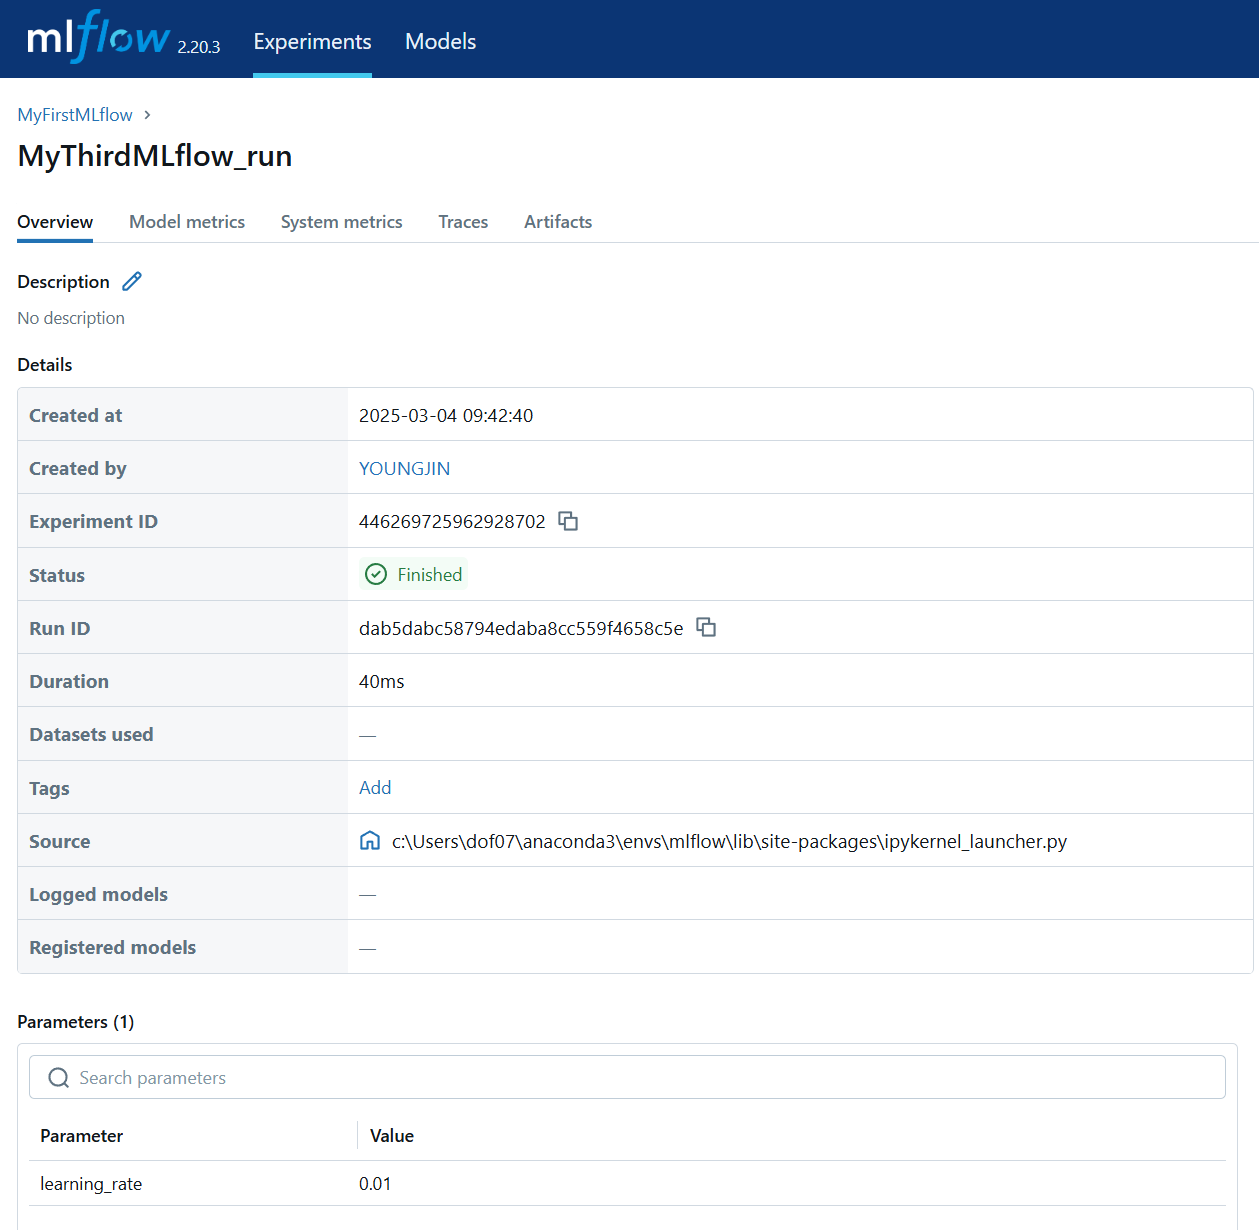 mlflow 2.20.3 Experiments Models
MyFirstMLflow >
MyThirdMLflow_run
Overview Model metrics System metrics Traces Artifacts
Description
No description
Details
Created at 2025-03-04 09:42:40
Created by YOUNGJIN
Experiment ID 446269725962928702
Status Finished
Run ID dab5dabc58794edaba8cc559f4658c5e
Duration 40ms
Datasets used —
Tags Add
Source c:\Users\dof07\anaconda3\envs\mlflow\lib\site-packages\ipykernel_launcher.py
Logged models —
Registered models —
Parameters (1)
Search parameters
Parameter Value
learning_rate 0.01